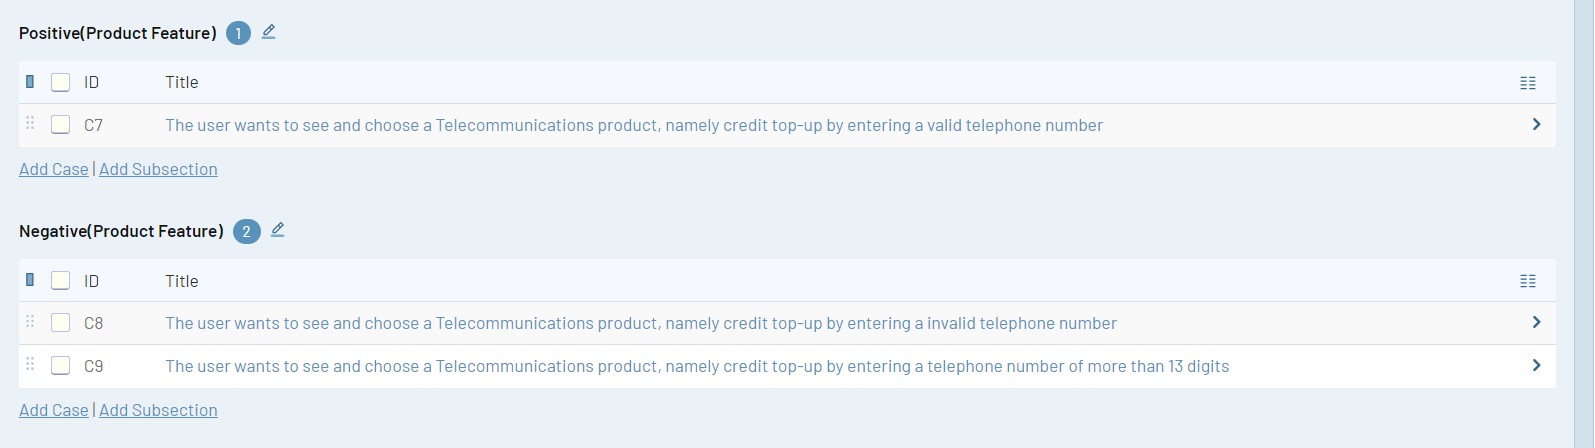 Positive(Product Feature) 1
ID Title
C7 The user wants to see and choose a Telecommunications product, namely credit top-up by entering a valid telephone number
Add Case | Add Subsection
Negative(Product Feature) 2
ID Title
C8 The user wants to see and choose a Telecommunications product, namely credit top-up by entering a invalid telephone number
C9 The user wants to see and choose a Telecommunications product, namely credit top-up by entering a telephone number of more than 13 digits
Add Case | Add Subsection